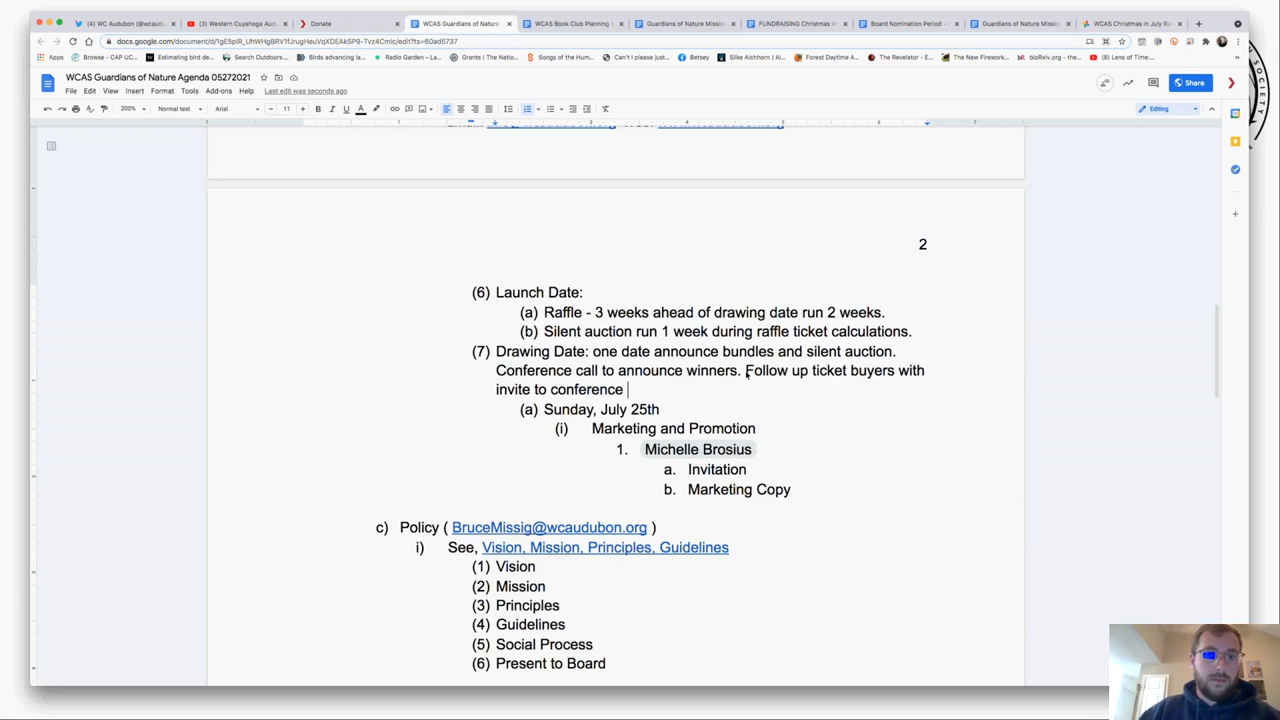 (4) WC Audubon (@wcaudu
(3) Western Cuyahoga Aud
Donate
WCAS Guardians of Nature
WCAS Book Club Planning
Guardians of Nature Missio
FUNDRAISING Christmas in
Board Nomination Period -
Guardians of Nature Missio
WCAS Christmas in July Ra
docs.google.com/document/d/
Apps
Browse – CAP UC...
Estimating bird de...
Search Outdoors...
Birds advancing la...
Radio Garden – La...
Grants | The Natio...
Songs of the Hum...
Can't I please just...
Betsey
Silke Aichhorn | Al...
Forest Daytime A...
The Revelator - E...
The New Firework...
bioRxiv.org - the...
Lens of Time:...
WCAS Guardians of Nature Agenda 05272021
File Edit View Insert Format Tools Add-ons Help Last edit was seconds ago
Share
200% Normal text Arial 11 B I U A Editing
2
(6) Launch Date:
(a) Raffle - 3 weeks ahead of drawing date run 2 weeks.
(b) Silent auction run 1 week during raffle ticket calculations.
(7) Drawing Date: one date announce bundles and silent auction.
Conference call to announce winners. Follow up ticket buyers with
invite to conference
(a) Sunday, July 25th
(i) Marketing and Promotion
1. Michelle Brosius
a. Invitation
b. Marketing Copy
c) Policy ( BruceMissig@wcaudubon.org )
i) See, Vision, Mission, Principles, Guidelines
(1) Vision
(2) Mission
(3) Principles
(4) Guidelines
(5) Social Process
(6) Present to Board